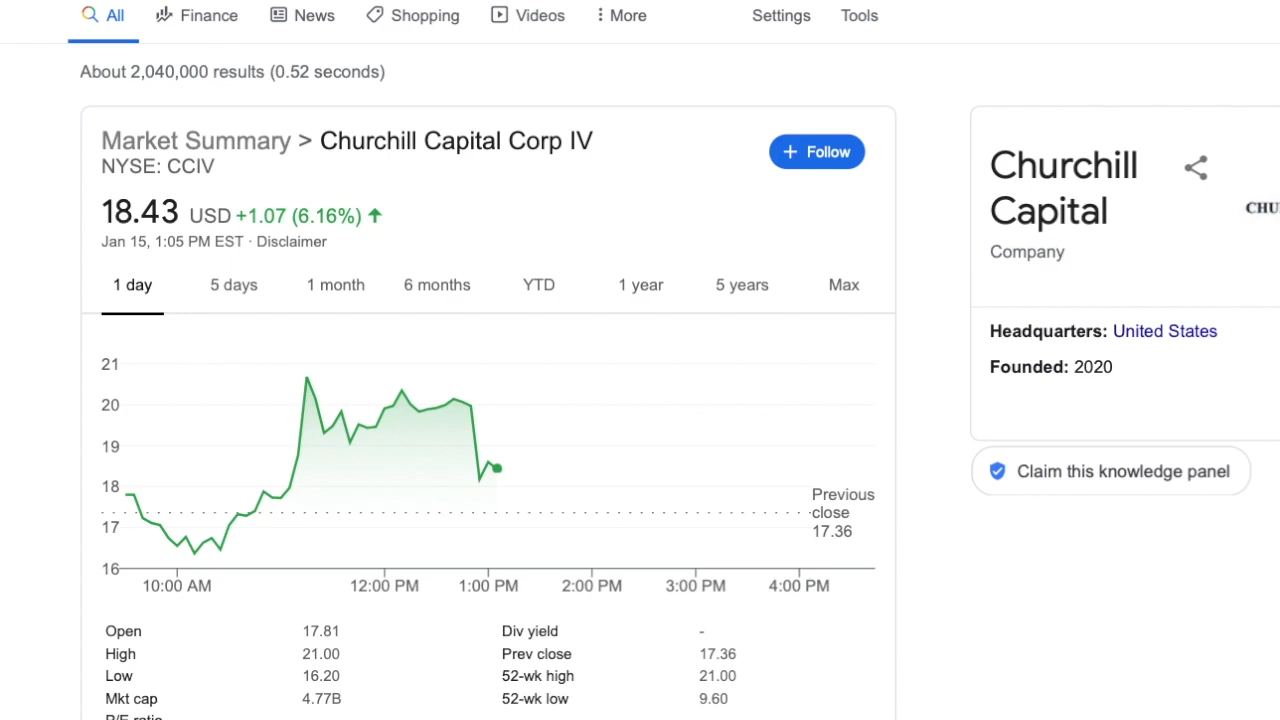 All Finance News Shopping Videos More Settings Tools
About 2,040,000 results (0.52 seconds)
Market Summary > Churchill Capital Corp IV
NYSE: CCIV
+ Follow
18.43 USD +1.07 (6.16%)
Jan 15, 1:05 PM EST · Disclaimer
1 day 5 days 1 month 6 months YTD 1 year 5 years Max
21
20
19
18
17
16
Previous
close
17.36
10:00 AM 12:00 PM 1:00 PM 2:00 PM 3:00 PM 4:00 PM
Open 17.81 Div yield -
High 21.00 Prev close 17.36
Low 16.20 52-wk high 21.00
Mkt cap 4.77B 52-wk low 9.60
P/E ratio
Churchill
Capital
CHU
Company
Headquarters: United States
Founded: 2020
Claim this knowledge panel